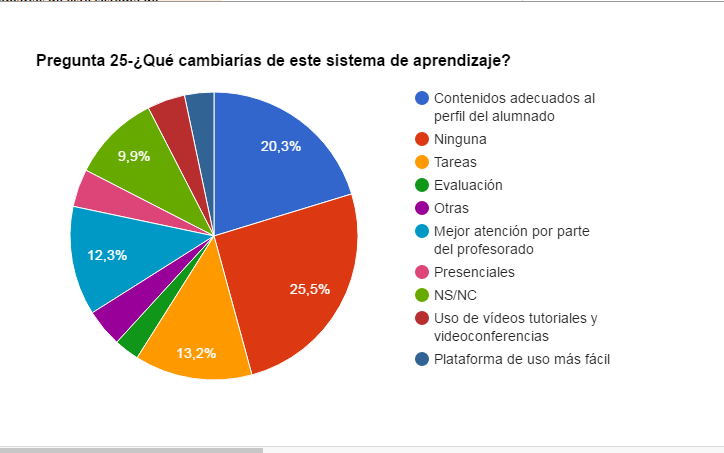 Pregunta 25-¿Qué cambiarías de este sistema de aprendizaje?
20,3%
25,5%
13,2%
12,3%
9,9%
Contenidos adecuados al
perfil del alumnado
Ninguna
Tareas
Evaluación
Otras
Mejor atención por parte
del profesorado
Presenciales
NS/NC
Uso de vídeos tutoriales y
videoconferencias
Plataforma de uso más fácil